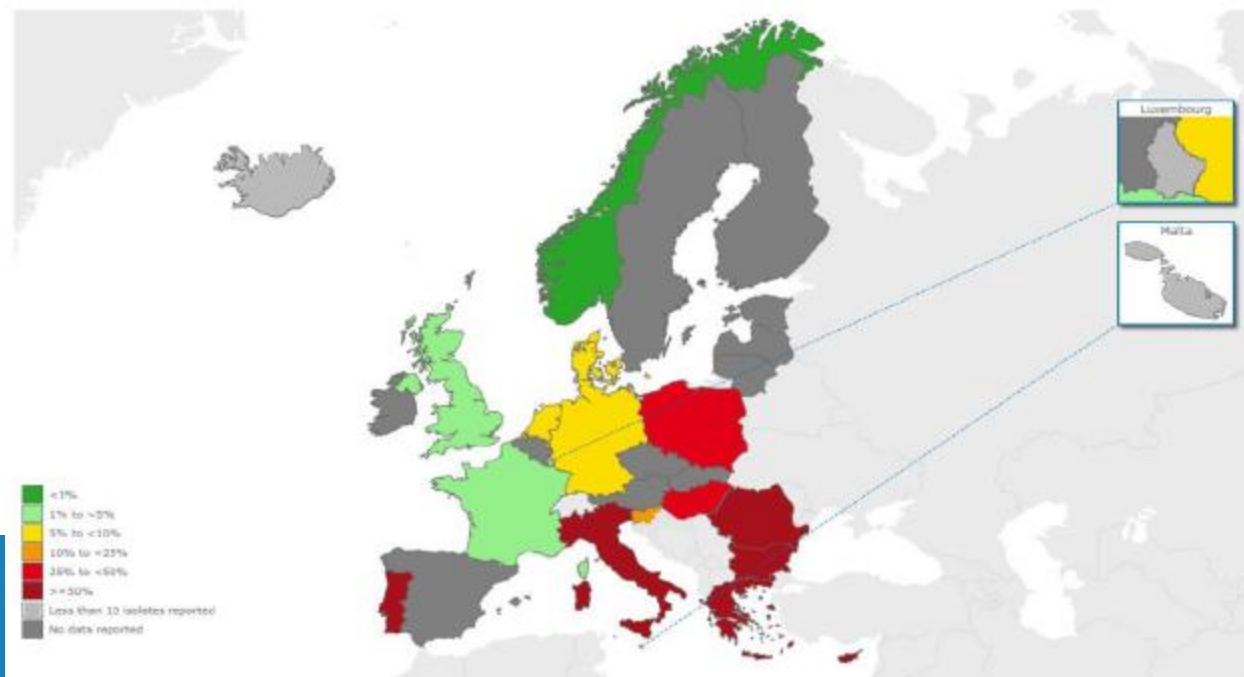 Luxembourg
Malta
<1%
1% to <5%
5% to <10%
10% to <25%
25% to <50%
>=50%
Less than 10 isolates reported
No data reported